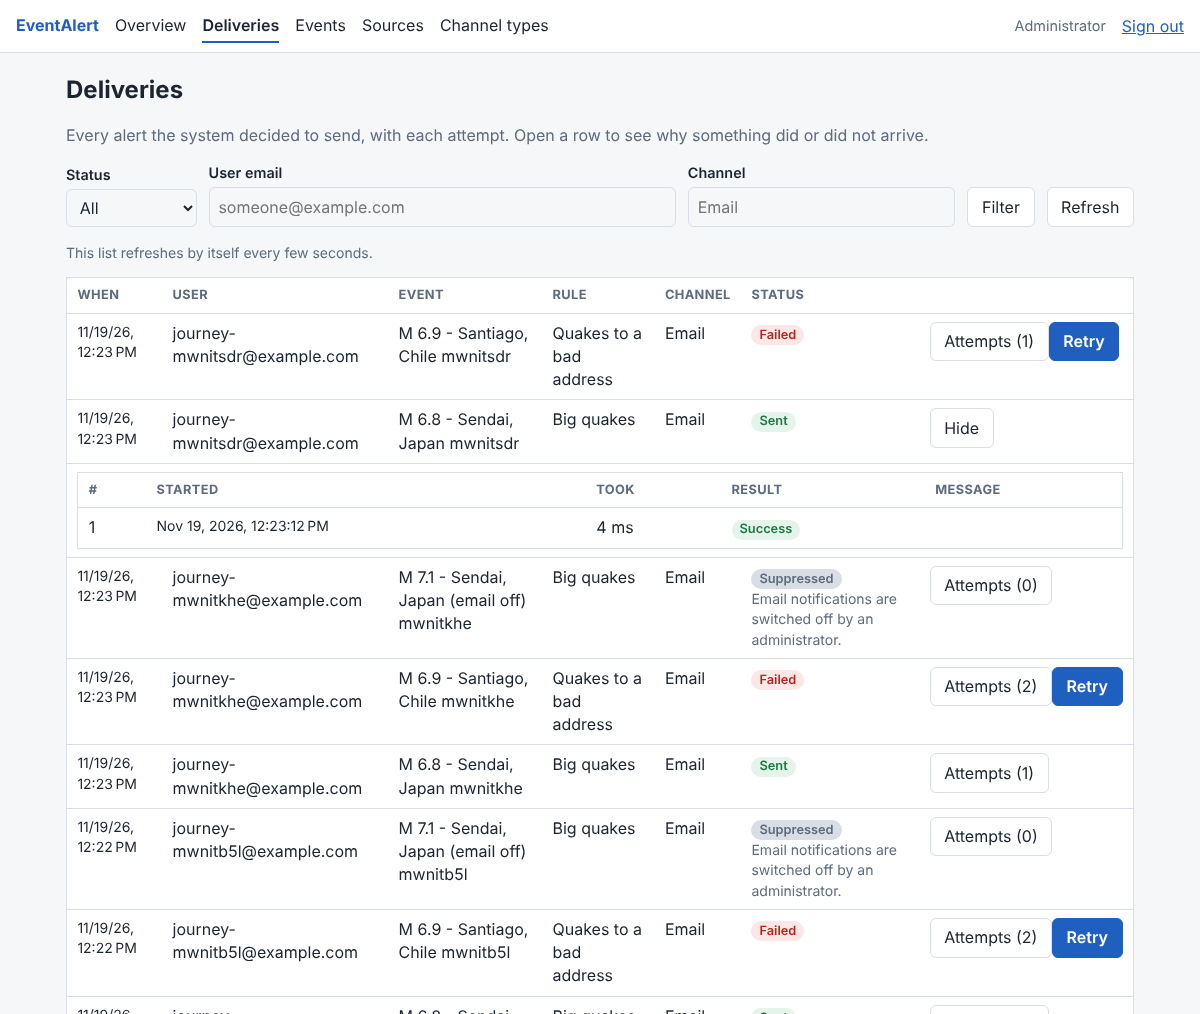 EventAlert Overview Deliveries Events Sources Channel types Administrator Sign out
Deliveries
Every alert the system decided to send, with each attempt. Open a row to see why something did or did not arrive.
Status User email Channel
All someone@example.com Email Filter Refresh
This list refreshes by itself every few seconds.
WHEN USER EVENT RULE CHANNEL STATUS
11/19/26, journey- M 6.9 - Santiago, Quakes to a Email Failed Attempts (1) Retry
12:23 PM mwnitsdr@example.com Chile mwnitsdr bad
address
11/19/26, journey- M 6.8 - Sendai, Big quakes Email Sent Hide
12:23 PM mwnitsdr@example.com Japan mwnitsdr
# STARTED TOOK RESULT MESSAGE
1 Nov 19, 2026, 12:23:12 PM 4 ms Success
11/19/26, journey- M 7.1 - Sendai, Big quakes Email Suppressed Attempts (0)
12:23 PM mwnitkhe@example.com Japan (email off) Email notifications are
mwnitkhe switched off by an
administrator.
11/19/26, journey- M 6.9 - Santiago, Quakes to a Email Failed Attempts (2) Retry
12:23 PM mwnitkhe@example.com Chile mwnitkhe bad
address
11/19/26, journey- M 6.8 - Sendai, Big quakes Email Sent Attempts (1)
12:23 PM mwnitkhe@example.com Japan mwnitkhe
11/19/26, journey- M 7.1 - Sendai, Big quakes Email Suppressed Attempts (0)
12:22 PM mwnitb5l@example.com Japan (email off) Email notifications are
mwnitb5l switched off by an
administrator.
11/19/26, journey- M 6.9 - Santiago, Quakes to a Email Failed Attempts (2) Retry
12:22 PM mwnitb5l@example.com Chile mwnitb5l bad
address